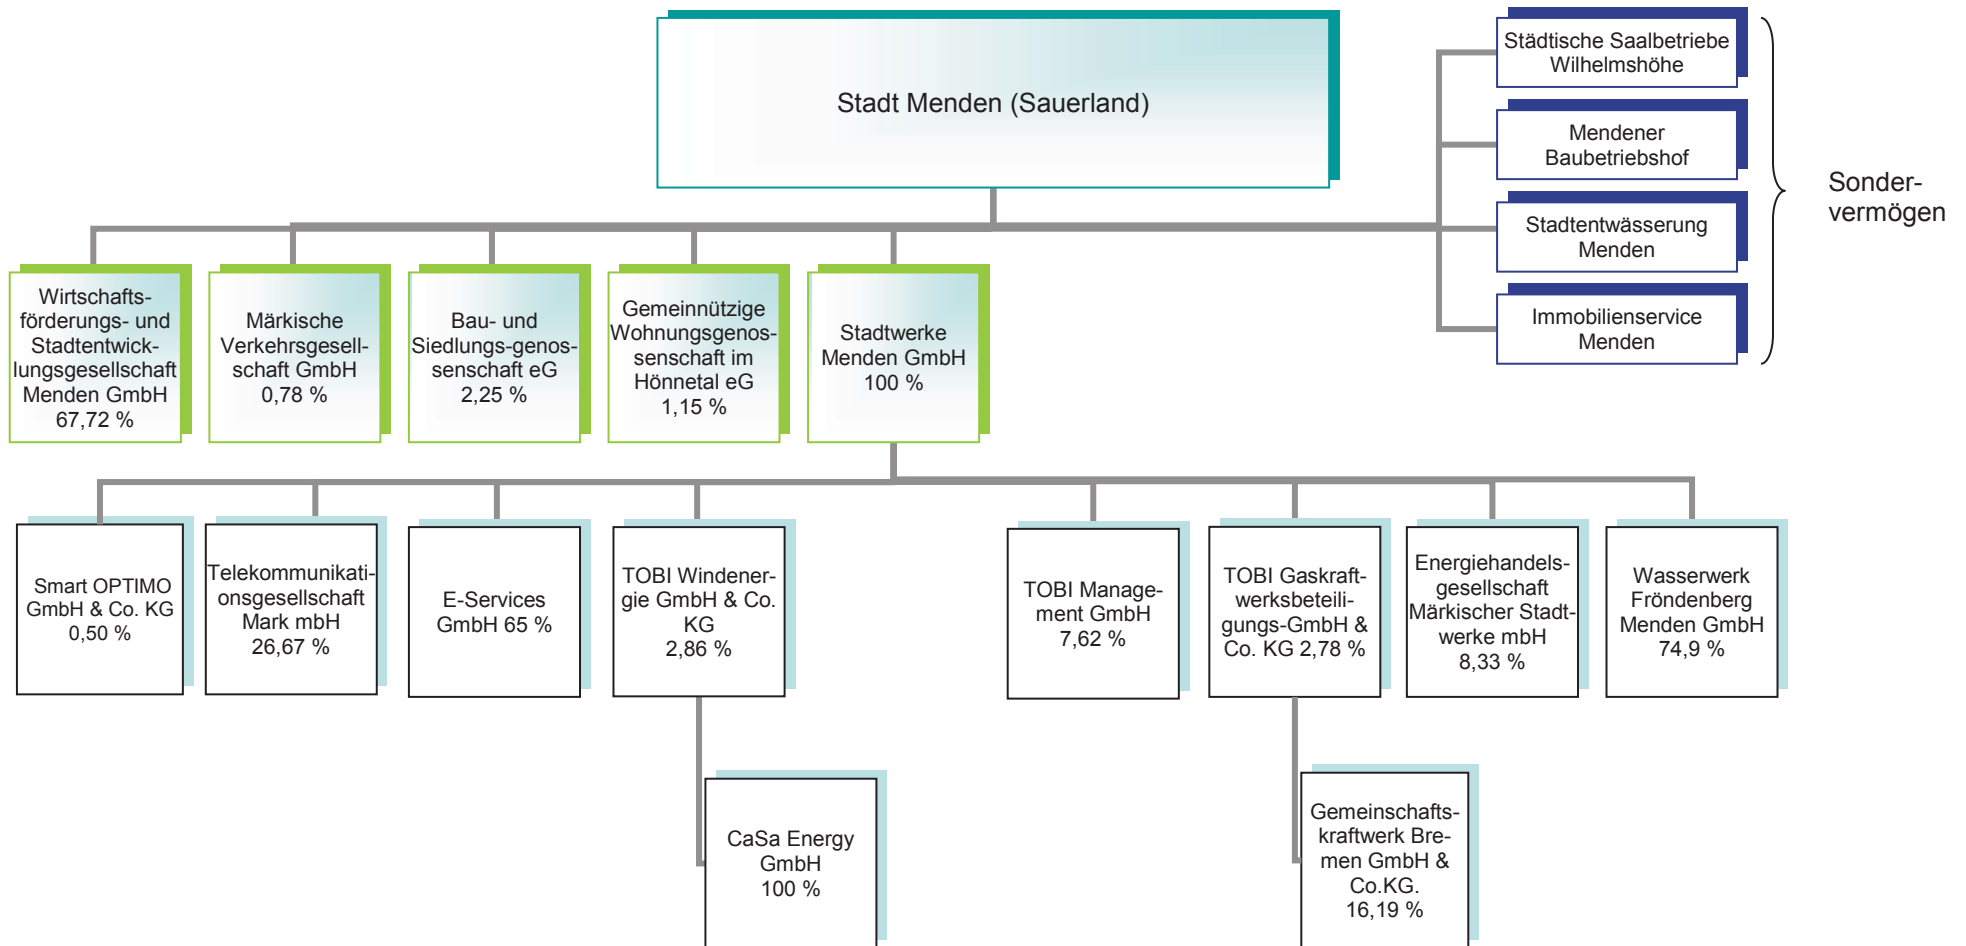 Stadt Menden (Sauerland)
Städtische Saalbetriebe
Wilhelmshöhe
Mendener
Baubetriebshof
Stadtentwässerung
Menden
Immobilienservice
Menden
Sonder-
vermögen
Wirtschafts-
förderungs- und
Stadtentwick-
lungsgesellschaft
Menden GmbH
67,72 %
Märkische
Verkehrsgesell-
schaft GmbH
0,78 %
Bau- und
Siedlungs-genos-
senschaft eG
2,25 %
Gemeinnützige
Wohnungsgenos-
senschaft im
Hönnetal eG
1,15 %
Stadtwerke
Menden GmbH
100 %
Smart OPTIMO
GmbH & Co. KG
0,50 %
Telekommunikati-
onsgesellschaft
Mark mbH
26,67 %
E-Services
GmbH 65 %
TOBI Windener-
gie GmbH & Co.
KG
2,86 %
TOBI Manage-
ment GmbH
7,62 %
TOBI Gaskraft-
werksbeteili-
gungs-GmbH &
Co. KG 2,78 %
Energiehandels-
gesellschaft
Märkischer Stadt-
werke mbH
8,33 %
Wasserwerk
Fröndenberg
Menden GmbH
74,9 %
CaSa Energy
GmbH
100 %
Gemeinschafts-
kraftwerk Bre-
men GmbH &
Co.KG.
16,19 %